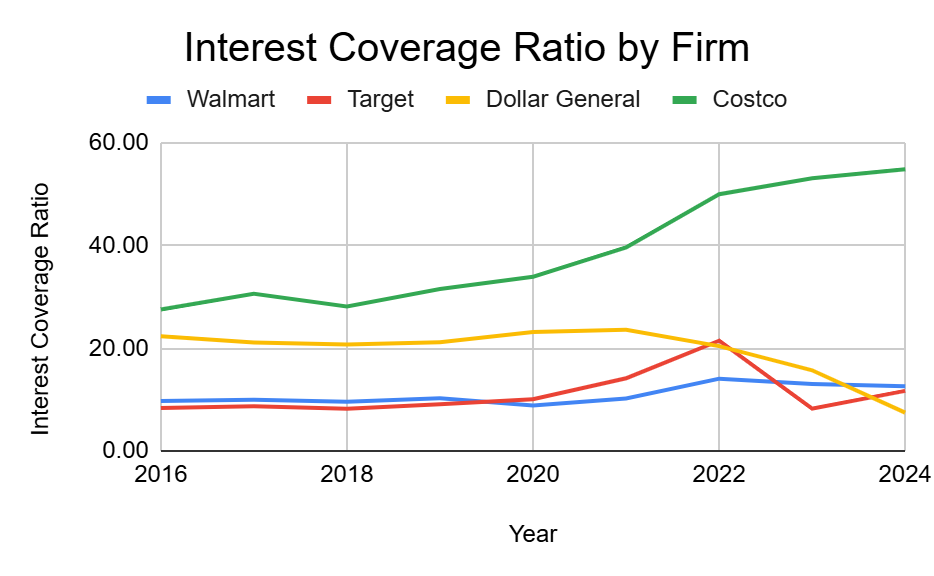 Interest Coverage Ratio by Firm
Walmart Target Dollar General Costco
Interest Coverage Ratio
60.00
40.00
20.00
0.00
2016 2018 2020 2022 2024
Year